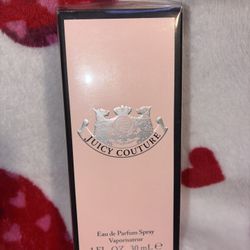 JUICY COUTURE
Eau de Parfum Spray
Vaporisateur
1 FL. OZ. 30 mL e